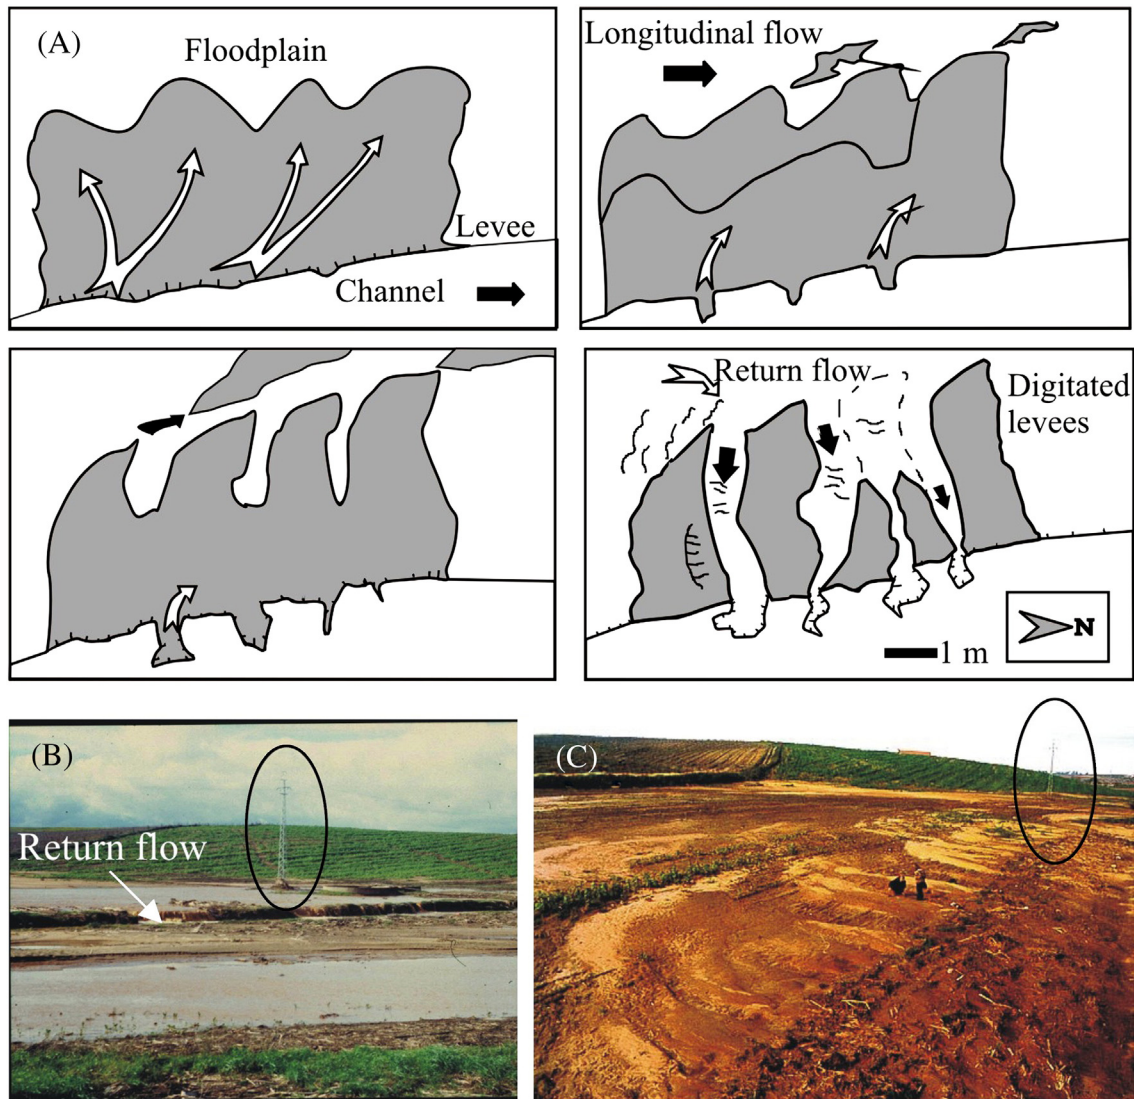 (A)
Floodplain
Levee
Channel
Longitudinal flow
Return flow
Digitated
levees
1 m
N
(B)
Return flow
(C)